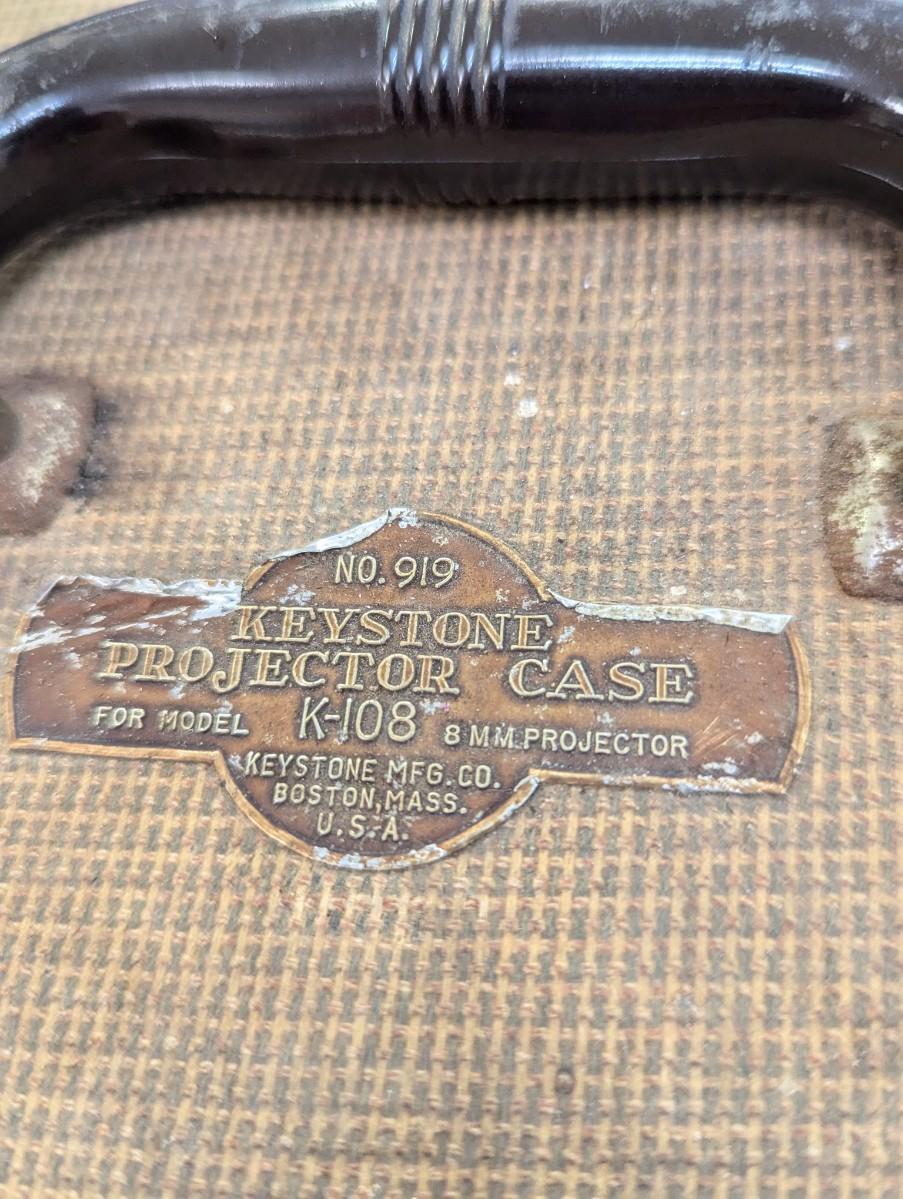 NO. 919
KEYSTONE
PROJECTOR CASE
FOR MODEL K-108 8 MM. PROJECTOR
KEYSTONE MFG. CO.
BOSTON, MASS.
U.S.A.